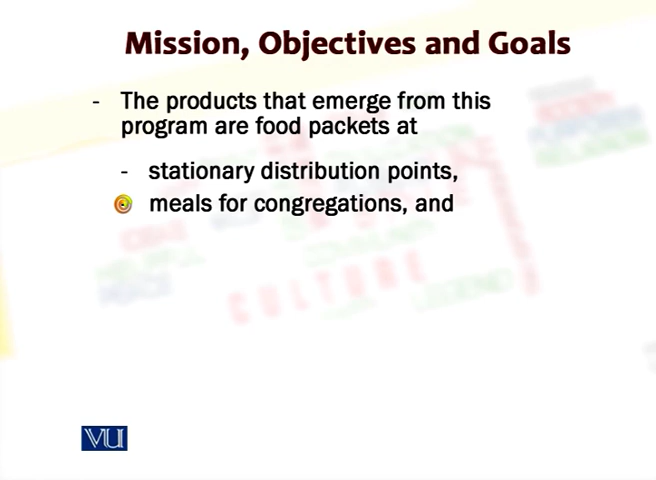 Mission, Objectives and Goals
- The products that emerge from this
program are food packets at
- stationary distribution points,
meals for congregations, and
CULTURE
VU